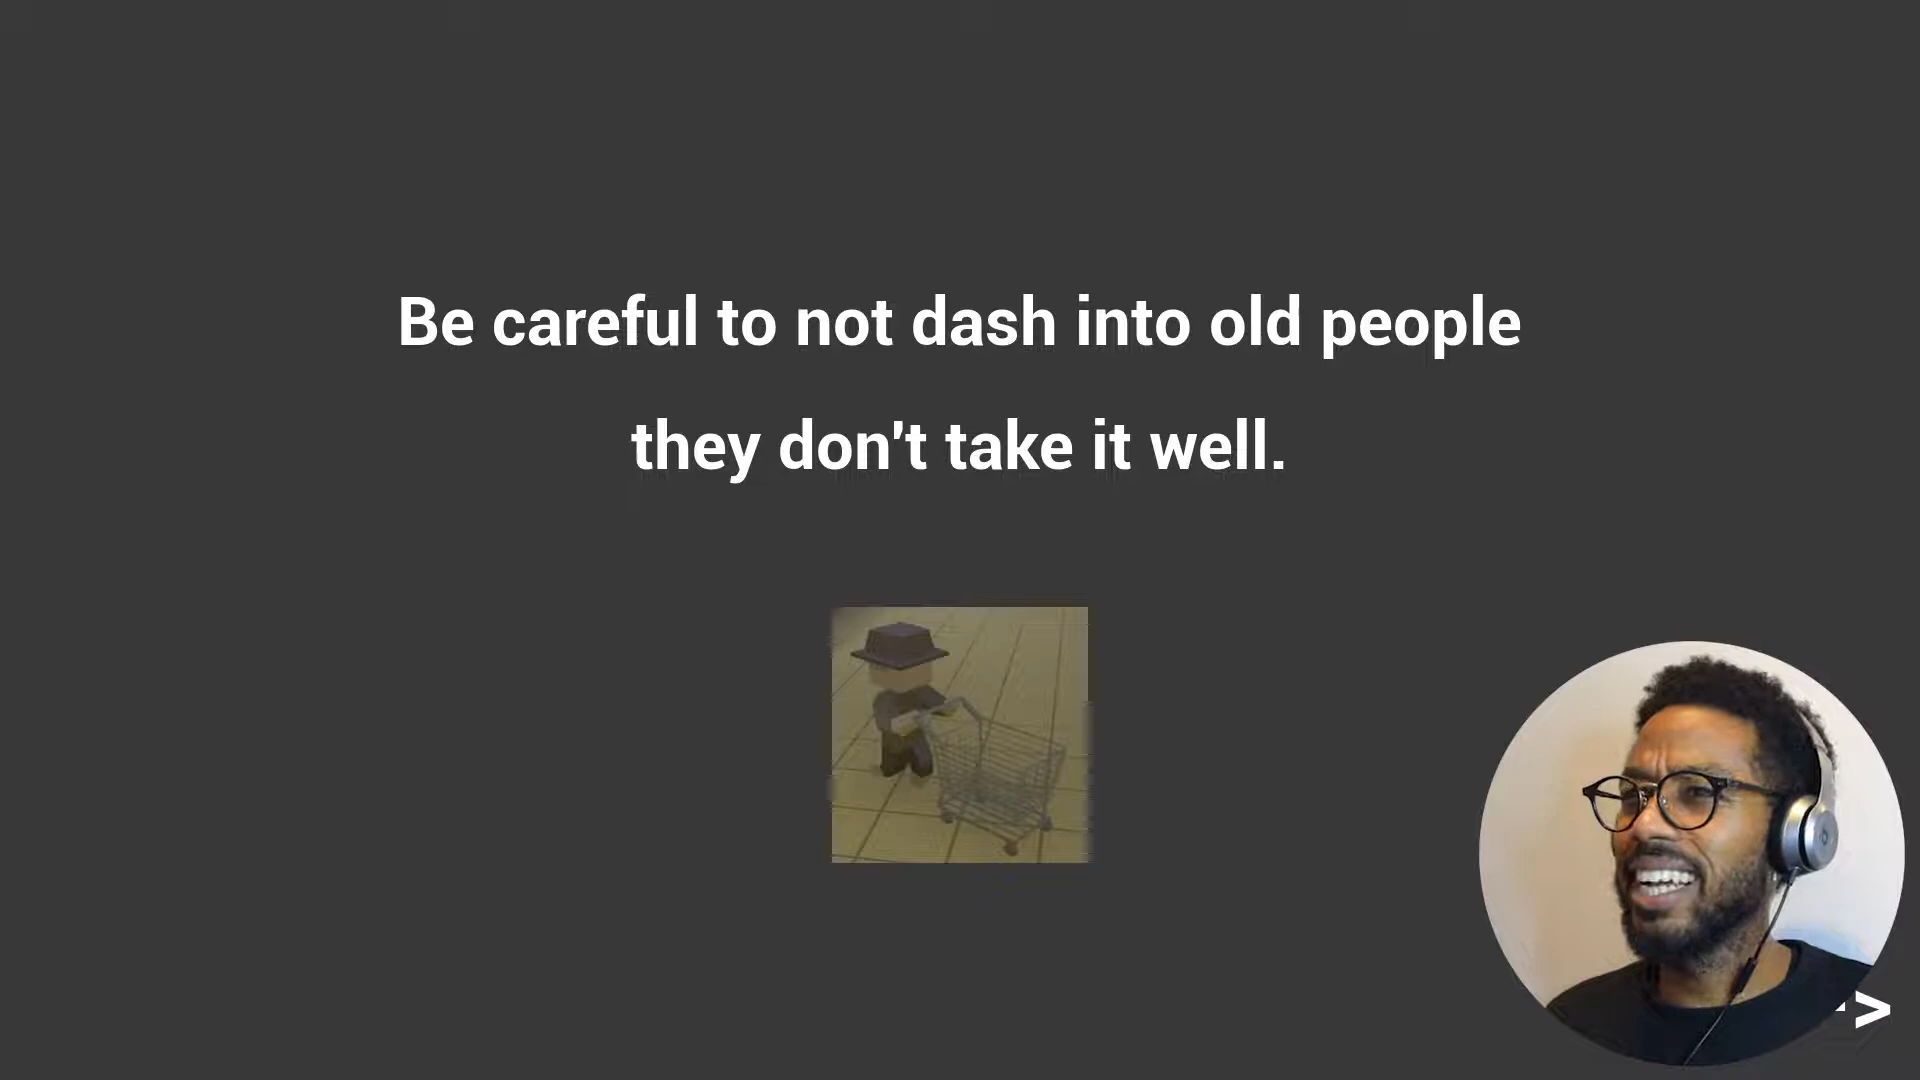 Be careful to not dash into old people
they don't take it well.
->